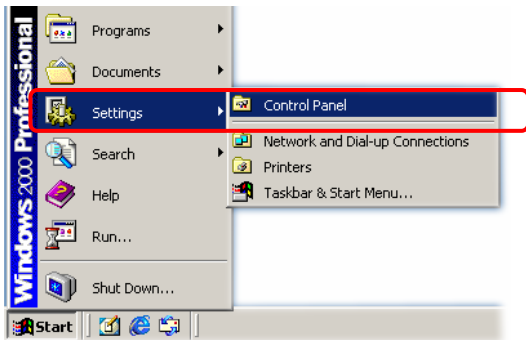 Windows 2000 Professional
Programs
Documents
Settings
Search
Help
Run...
Shut Down...
Control Panel
Network and Dial-up Connections
Printers
Taskbar & Start Menu...
Start